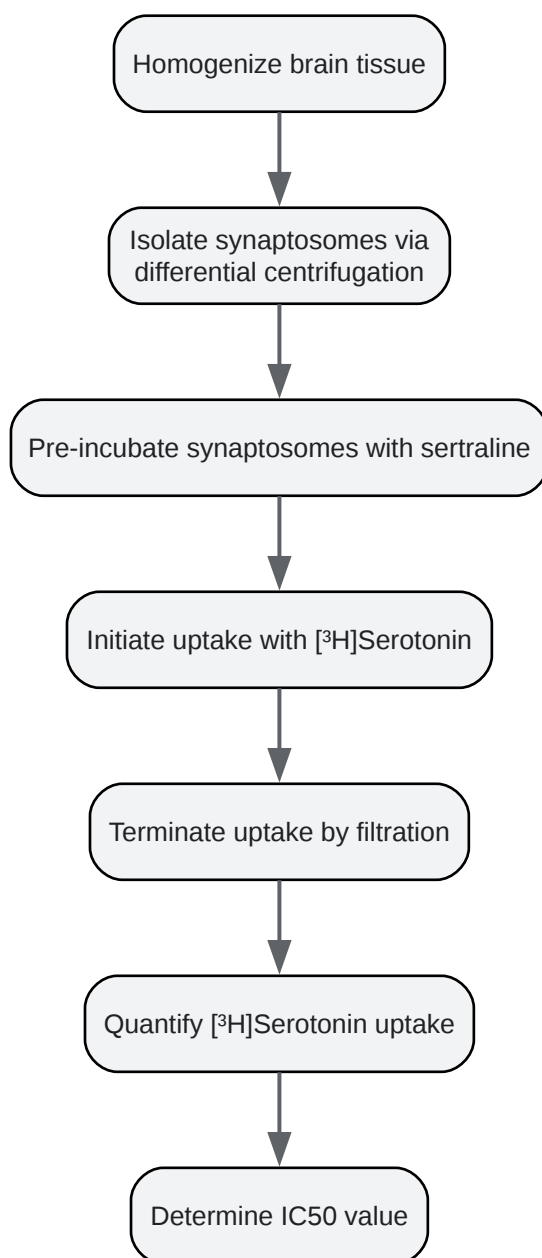 Homogenize brain tissue
Isolate synaptosomes via
differential centrifugation
Pre-incubate synaptosomes with sertraline
Initiate uptake with [³H]Serotonin
Terminate uptake by filtration
Quantify [³H]Serotonin uptake
Determine IC50 value